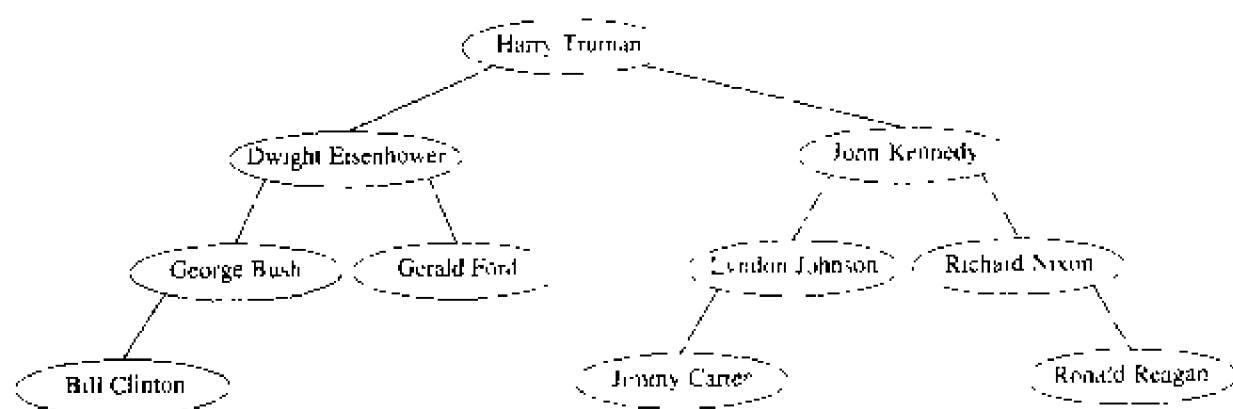 Harry Truman
Dwight Eisenhower
John Kennedy
George Bush
Gerald Ford
Lyndon Johnson
Richard Nixon
Bill Clinton
Jimmy Carter
Ronald Reagan